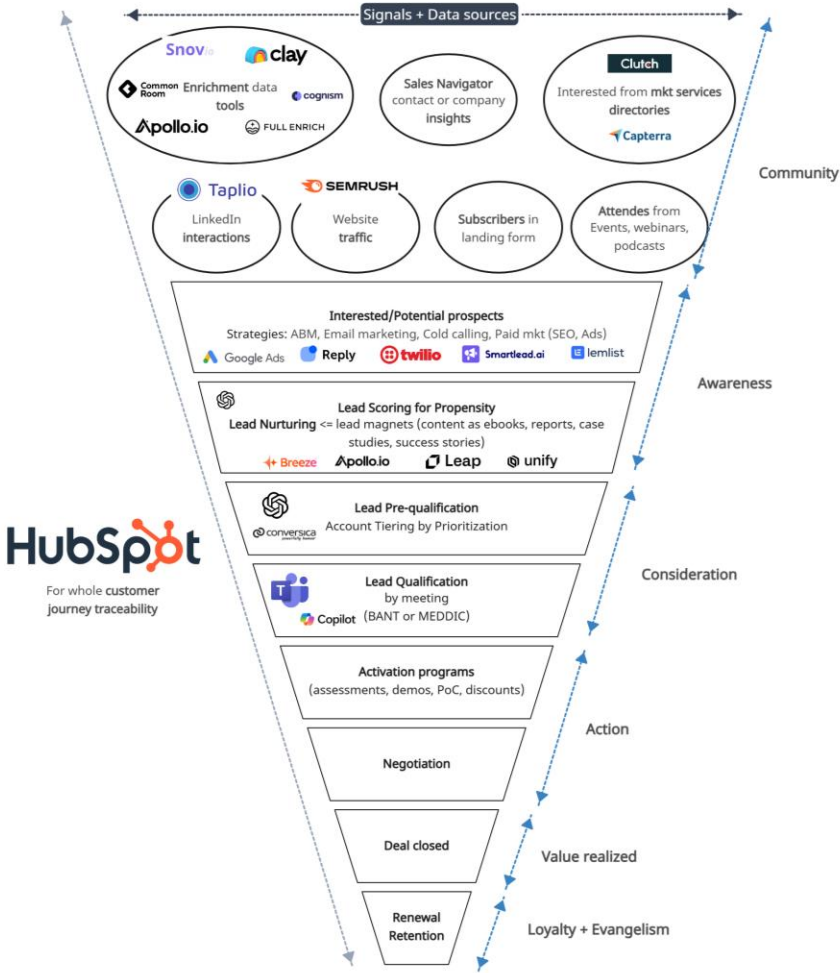 Signals + Data sources
Snov.io
clay
Common Room
Enrichment data
tools
cognism
Apollo.io
FULL ENRICH
Sales Navigator
contact or company
insights
Clutch
Interested from mkt services
directories
Capterra
Community
Taplio
LinkedIn
interactions
SEMRUSH
Website
traffic
Subscribers in
landing form
Attendes from
Events, webinars,
podcasts
Interested/Potential prospects
Strategies: ABM, Email marketing, Cold calling, Paid mkt (SEO, Ads)
Google Ads
Reply
twilio
Smartlead.ai
lemlist
Awareness
Lead Scoring for Propensity
Lead Nurturing <= lead magnets (content as ebooks, reports, case
studies, success stories)
Breeze
Apollo.io
Leap
unify
Lead Pre-qualification
conversica
Account Tiering by Prioritization
HubSpot
For whole customer
journey traceability
Consideration
Lead Qualification
by meeting
Copilot
(BANT or MEDDIC)
T
Activation programs
(assessments, demos, PoC, discounts)
Action
Negotiation
Deal closed
Value realized
Renewal
Retention
Loyalty + Evangelism